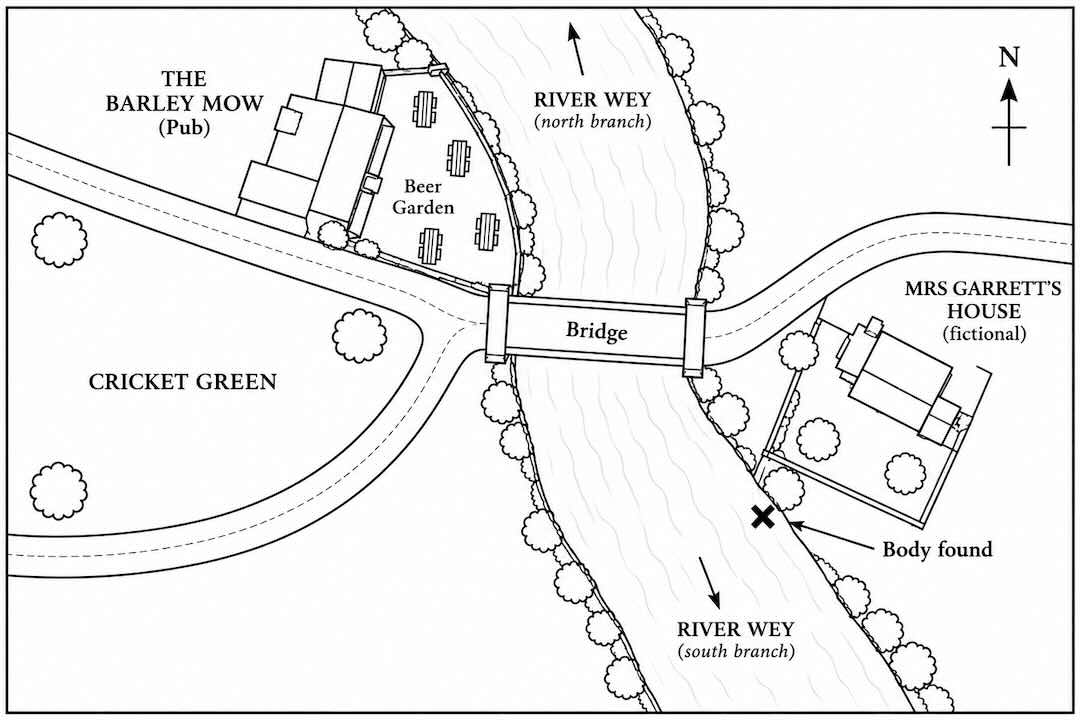 THE
BARLEY MOW
(Pub)
RIVER WEY
(north branch)
N
Beer
Garden
Bridge
MRS GARRETT'S
HOUSE
(fictional)
CRICKET GREEN
Body found
RIVER WEY
(south branch)